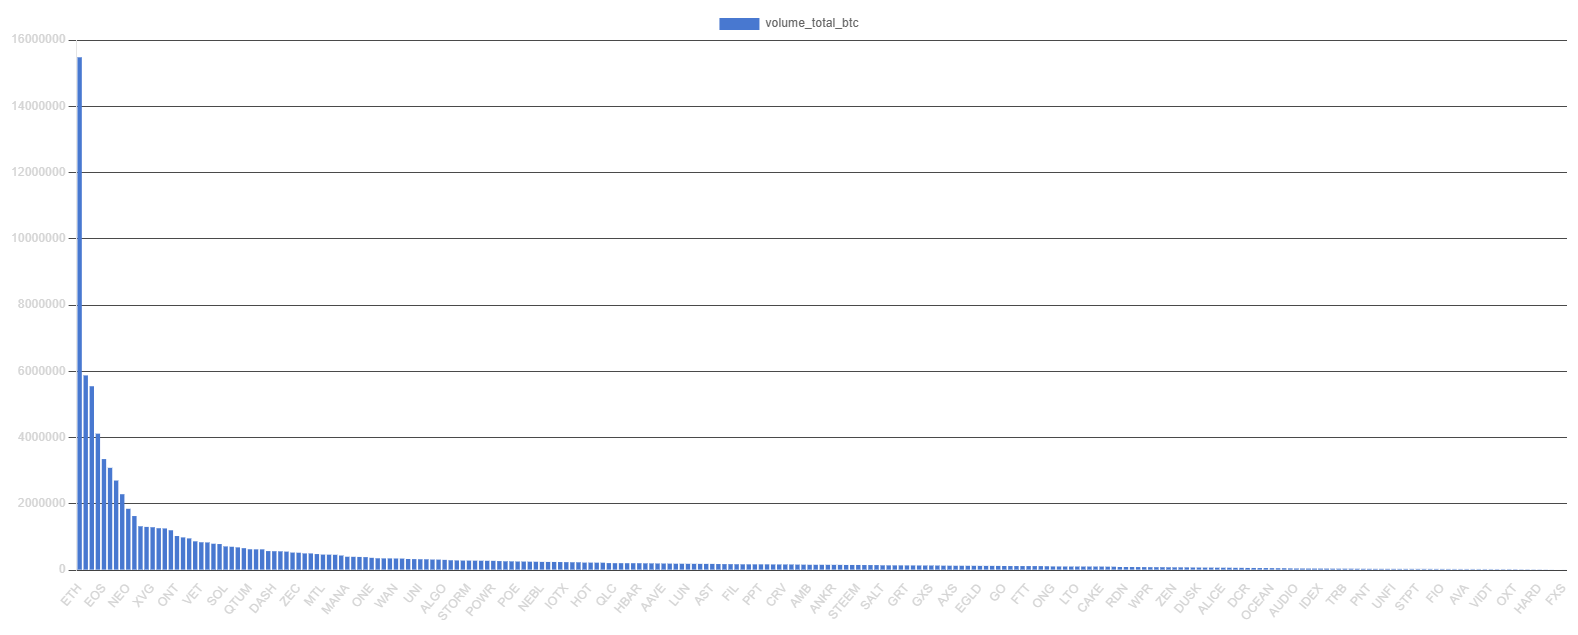 volume_total_btc
16000000
14000000
12000000
10000000
8000000
6000000
4000000
2000000
0
ETH
EOS
NEO
XVG
ONT
VET
SOL
QTUM
DASH
ZEC
MTL
MANA
ONE
WAN
UNI
ALGO
STORM
POWR
POE
NEBL
IOTX
HOT
QLC
HBAR
AAVE
LUN
AST
FIL
PPT
CRV
AMB
ANKR
STEEM
SALT
GRT
GXS
AXS
EGLD
GO
FTT
ONG
LTO
CAKE
RDN
WPR
ZEN
DUSK
ALICE
DCR
OCEAN
AUDIO
IDEX
TRB
PNT
UNFI
STPT
FIO
AVA
VIDT
OXT
HARD
FXS